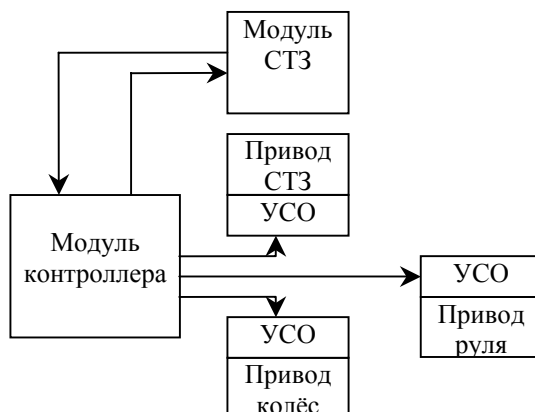 Модуль
СТЗ
Привод
СТЗ
УСО
Модуль
контроллера
УСО
Привод
руля
УСО
Привод
колёс